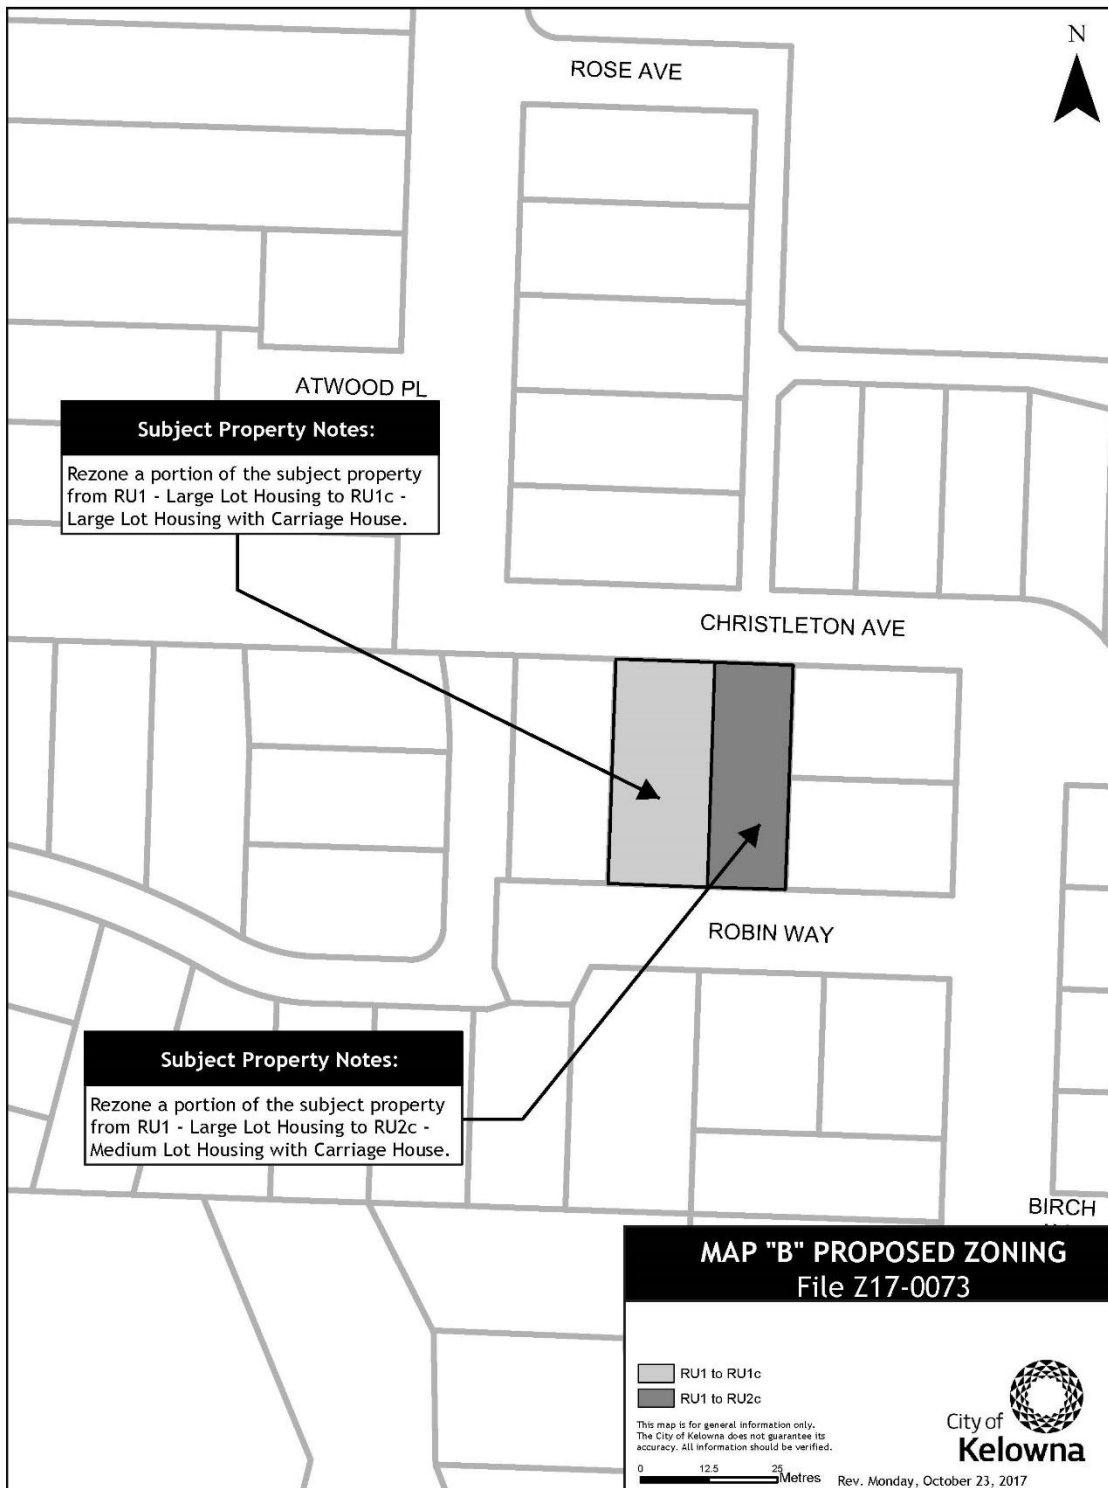 N
ROSE AVE
ATWOOD PL
Subject Property Notes:
Rezone a portion of the subject property
from RU1 - Large Lot Housing to RU1c -
Large Lot Housing with Carriage House.
CHRISTLETON AVE
ROBIN WAY
Subject Property Notes:
Rezone a portion of the subject property
from RU1 - Large Lot Housing to RU2c -
Medium Lot Housing with Carriage House.
BIRCH
MAP "B" PROPOSED ZONING
File Z17-0073
RU1 to RU1c
RU1 to RU2c
This map is for general information only.
The City of Kelowna does not guarantee its
accuracy. All information should be verified.
0 12.5 25 Metres
City of
Kelowna
Rev. Monday, October 23, 2017